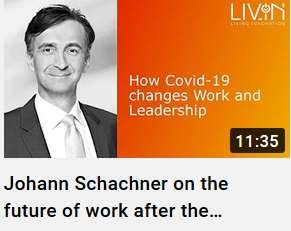 LIV.IN
LIVING INNOVATION
How Covid-19
changes Work and
Leadership
11:35
Johann Schachner on the
future of work after the...